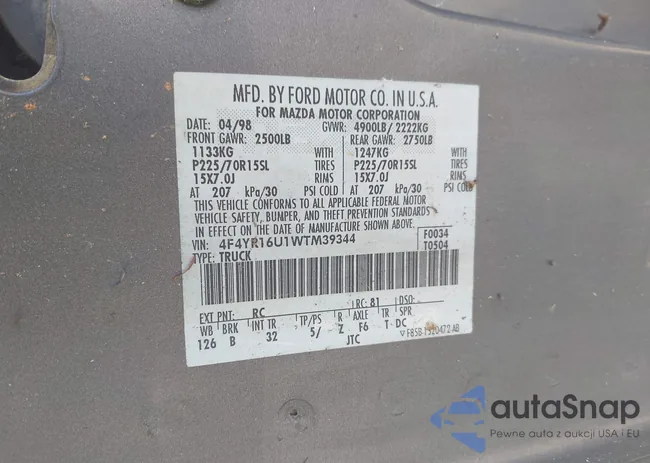 MFD. BY FORD MOTOR CO. IN U.S.A.
FOR MAZDA MOTOR CORPORATION
DATE: 04/98 GVWR: 4900LB/ 2222KG
FRONT GAWR: 2500LB REAR GAWR: 2750LB
1133KG WITH 1247KG WITH
P225/70R15SL TIRES P225/70R15SL TIRES
15X7.0J RIMS 15X7.0J RIMS
AT 207 kPa/30 PSI COLD AT 207 kPa/30 PSI COLD
THIS VEHICLE CONFORMS TO ALL APPLICABLE FEDERAL MOTOR
VEHICLE SAFETY, BUMPER, AND THEFT PREVENTION STANDARDS
IN EFFECT ON THE DATE OF MANUFACTURE SHOWN ABOVE.
VIN: 4F4YR16U1WTM39344 F0034
TYPE: TRUCK T0504
EXT PNT: RC RC: 81 DSO:
WB BRK INT TR TP/PS R AXLE TR SPR
126 B 32 5/ Z F6 T DC
JTC ▽F85B-1520472-AB
autaSnap
Pewne auta z aukcji USA i EU